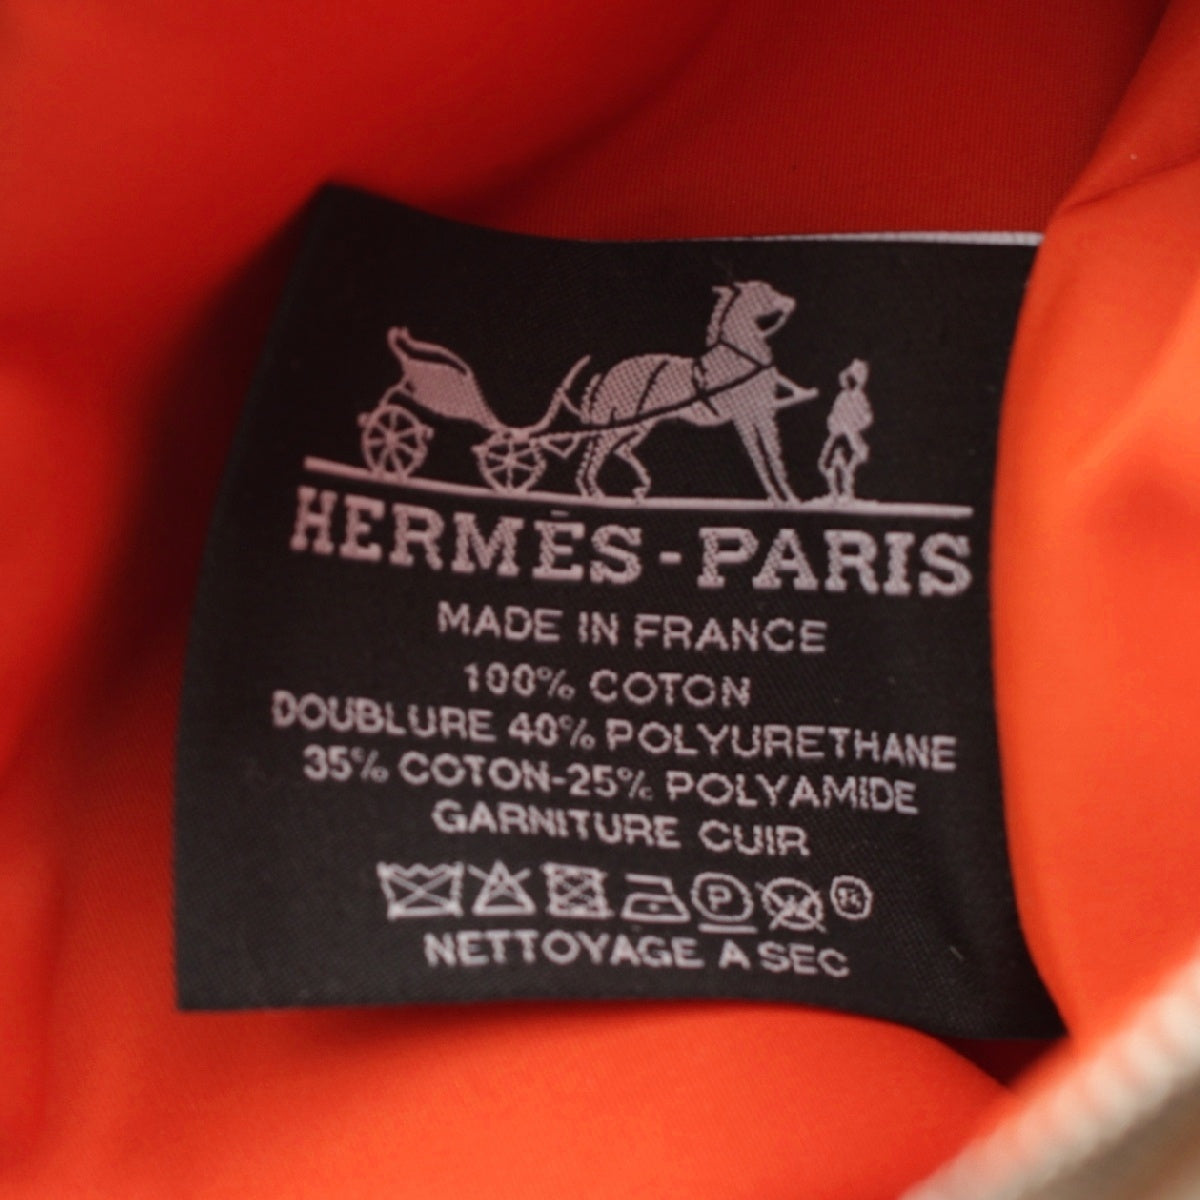 HERMÈS-PARIS
MADE IN FRANCE
100% COTON
DOUBLURE 40% POLYURETHANE
35% COTON-25% POLYAMIDE
GARNITURE CUIR
P
NETTOYAGE A SEC